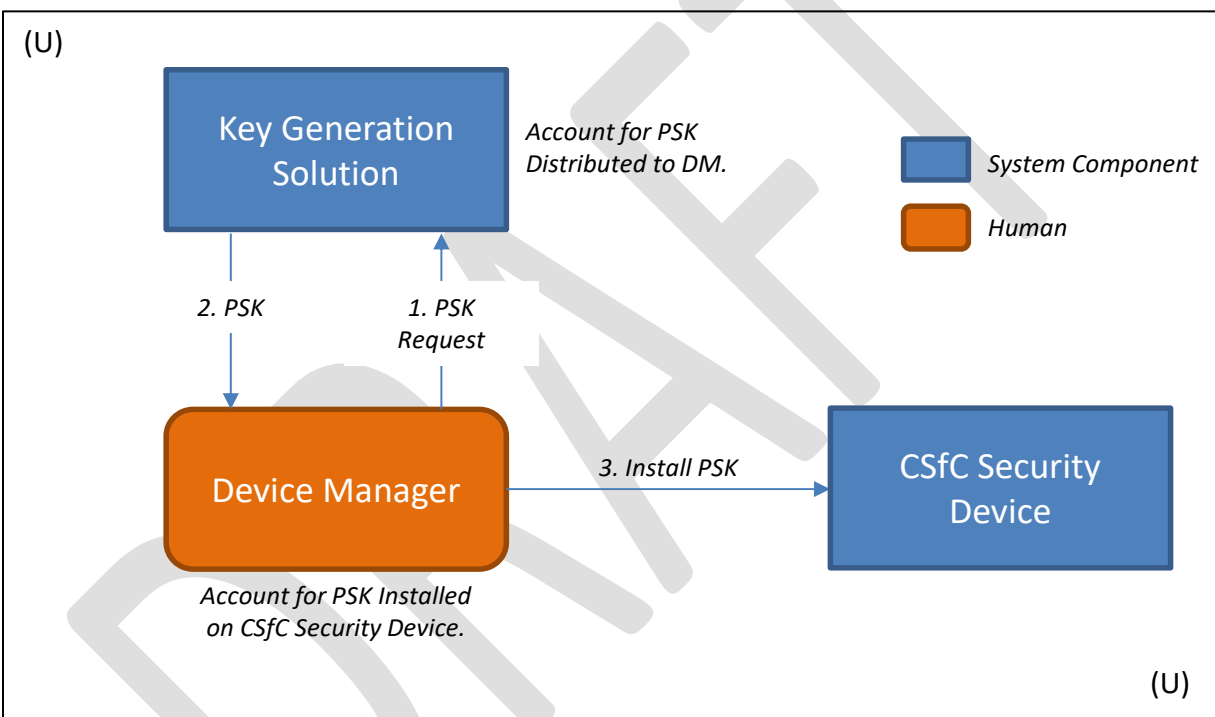 (U)
Key Generation
Solution
Account for PSK
Distributed to DM.
System Component
Human
2. PSK
1. PSK
Request
Device Manager
3. Install PSK
CSfC Security
Device
Account for PSK Installed
on CSfC Security Device.
(U)
DRAFT